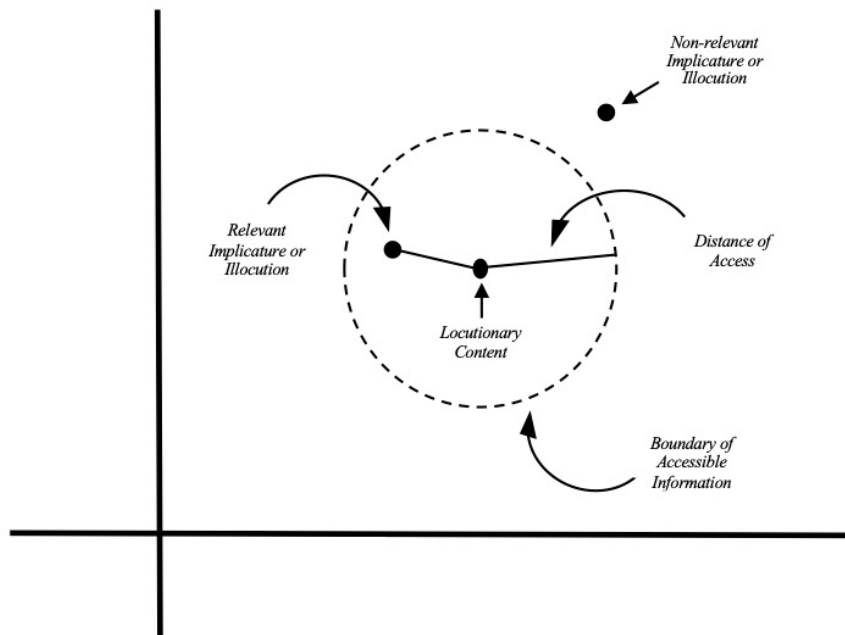 Non-relevant
Implicature or
Illocution
Relevant
Implicature or
Illocution
Distance of
Access
Locutionary
Content
Boundary of
Accessible
Information